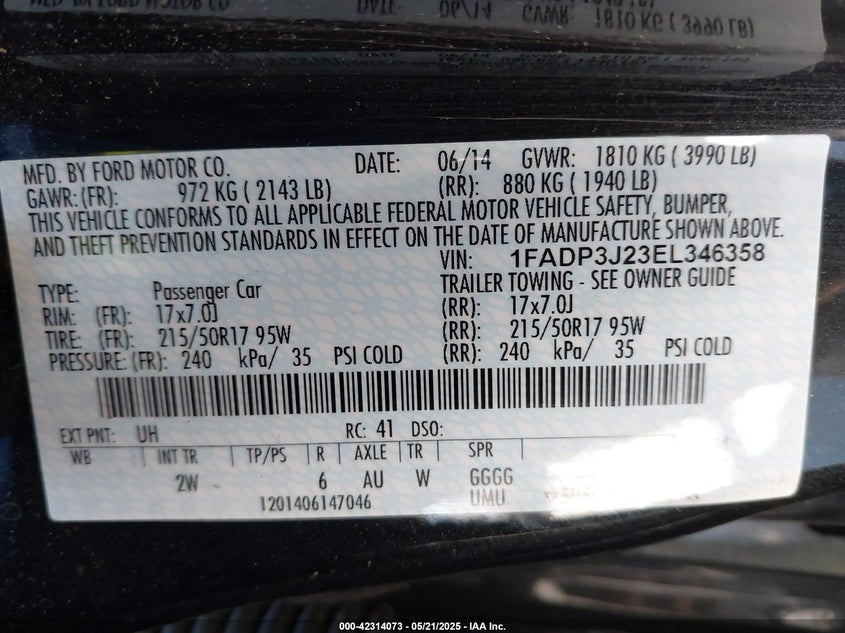 MFD. BY FORD MOTOR CO. DATE: 06/14 GVWR: 1810 KG ( 3990 LB)
GAWR:(FR): 972 KG ( 2143 LB) (RR): 880 KG ( 1940 LB)
THIS VEHICLE CONFORMS TO ALL APPLICABLE FEDERAL MOTOR VEHICLE SAFETY, BUMPER,
AND THEFT PREVENTION STANDARDS IN EFFECT ON THE DATE OF MANUFACTURE SHOWN ABOVE.
VIN: 1FADP3J23EL346358
TYPE: Passenger Car TRAILER TOWING - SEE OWNER GUIDE
RIM: (FR): 17x7.0J (RR): 17x7.0J
TIRE: (FR): 215/50R17 95W (RR): 215/50R17 95W
PRESSURE:(FR): 240 kPa/ 35 PSI COLD (RR): 240 kPa/ 35 PSI COLD
EXT PNT: UH RC: 41 DSO:
WB INT TR TP/PS R AXLE TR SPR
2W 6 AU W GGGG
1201406147046 UMU
000-42314073 — 05/21/2025 — IAA Inc.